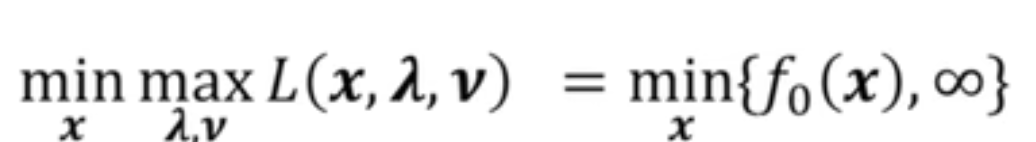 min max L(x, λ, ν) = min{f₀(x), ∞}
x λ,ν x